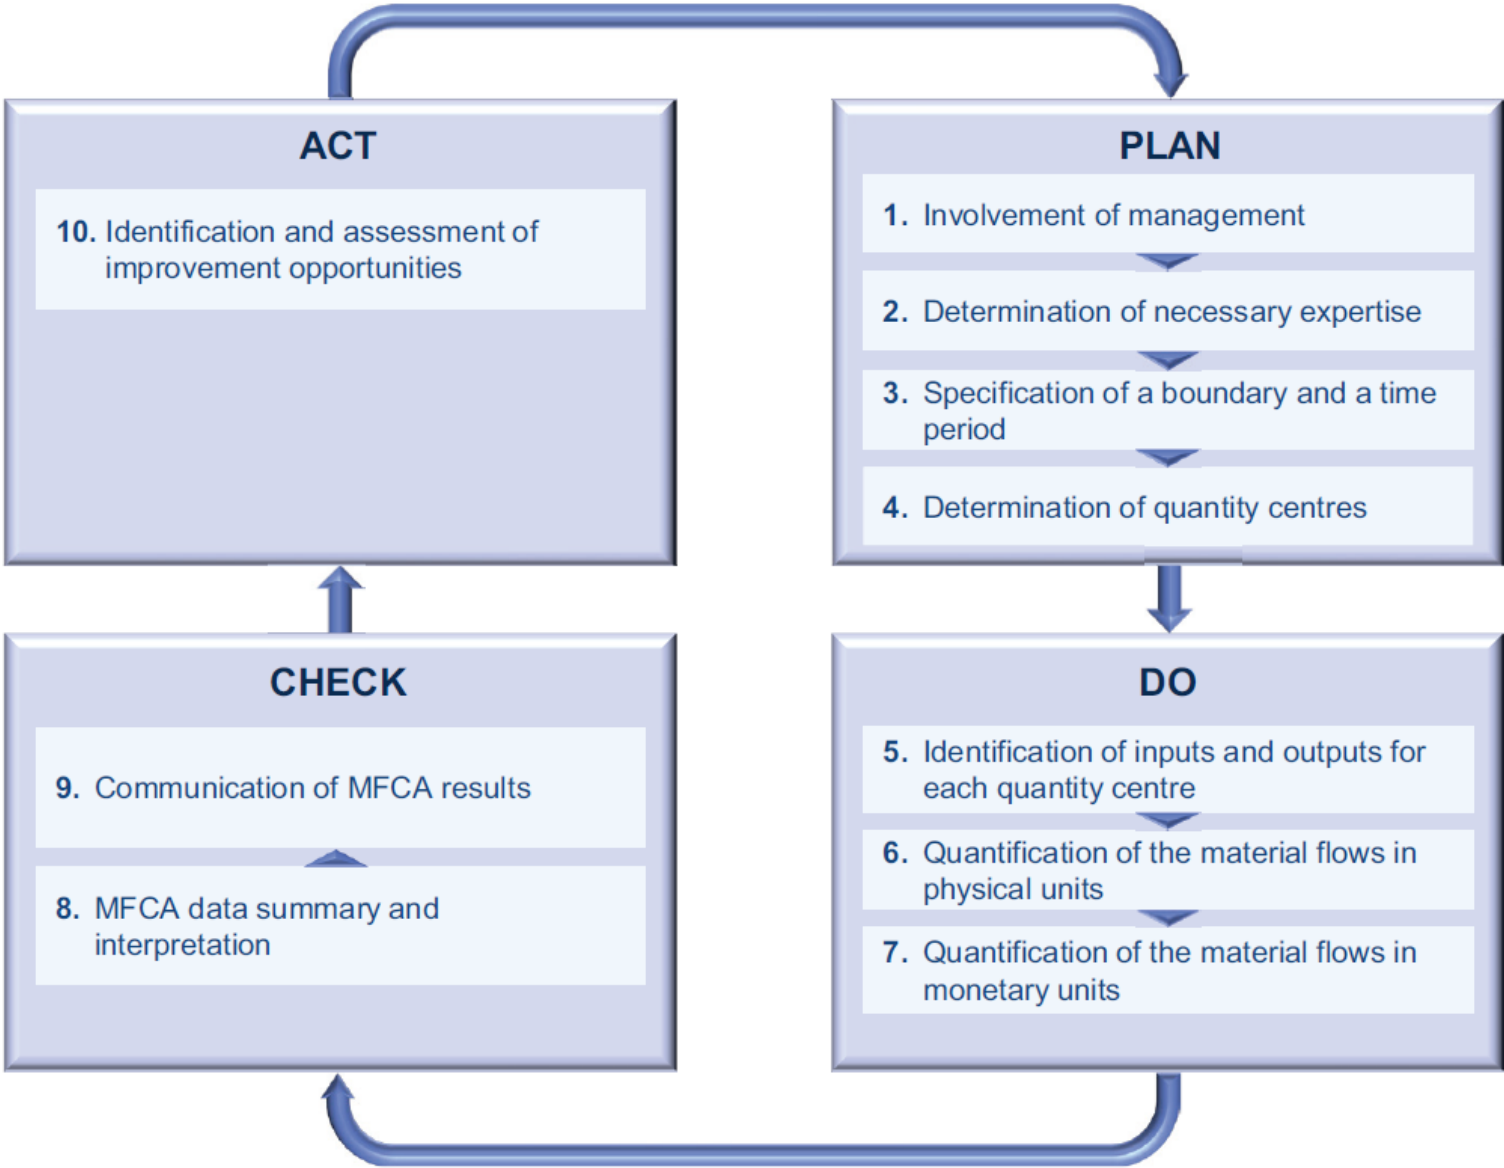 ACT
10. Identification and assessment of
improvement opportunities
PLAN
1. Involvement of management
2. Determination of necessary expertise
3. Specification of a boundary and a time
period
4. Determination of quantity centres
DO
5. Identification of inputs and outputs for
each quantity centre
6. Quantification of the material flows in
physical units
7. Quantification of the material flows in
monetary units
CHECK
9. Communication of MFCA results
8. MFCA data summary and
interpretation